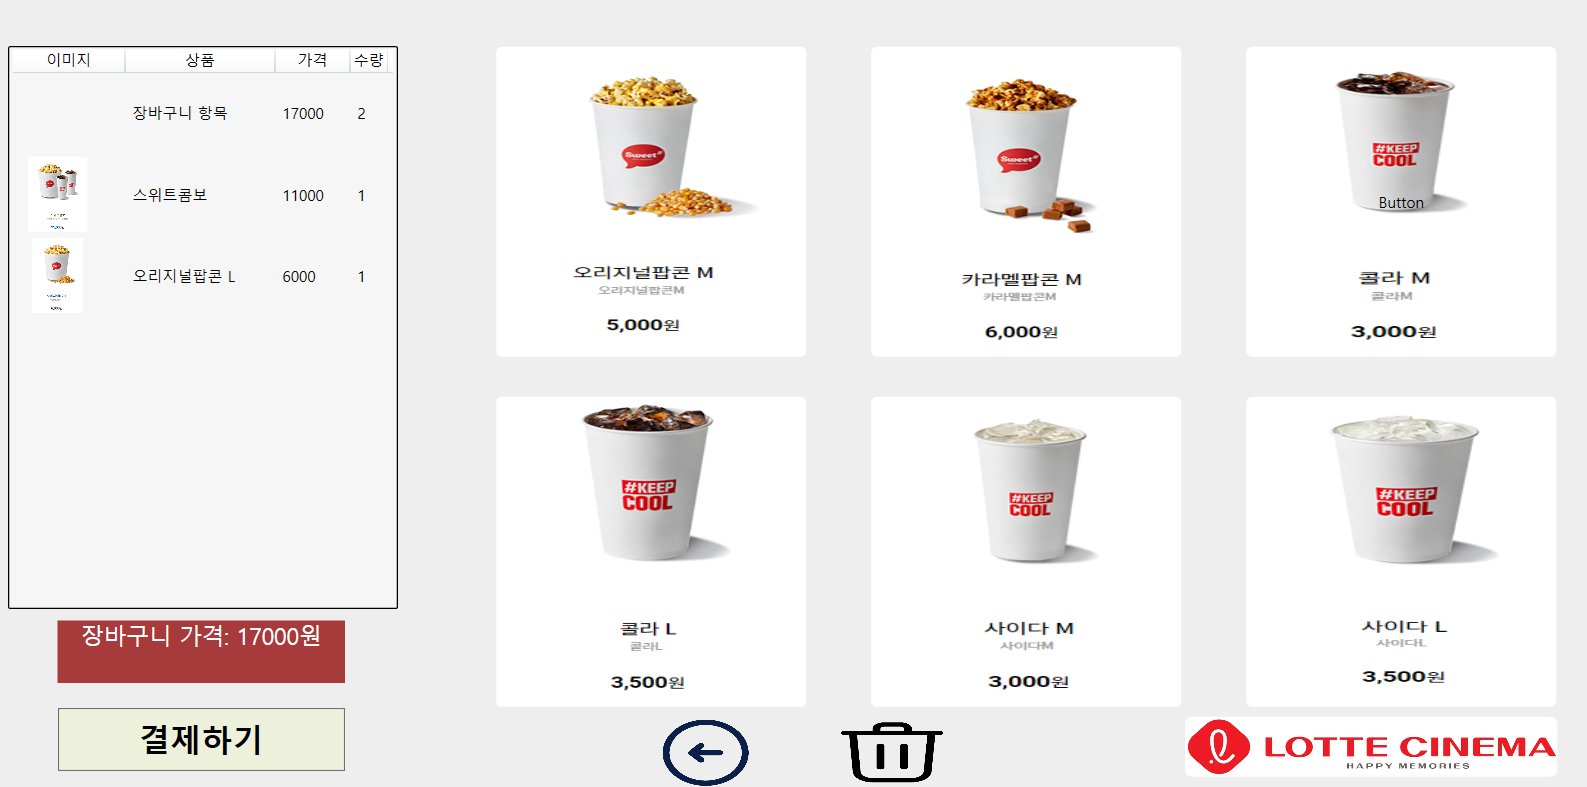 이미지 상품 가격 수량
장바구니 항목 17000 2
스위트콤보 11000 1
오리지널팝콘 L 6000 1
장바구니 가격: 17000원
결제하기
Sweet
오리지널팝콘 M
오리지널팝콘M
5,000원
Sweet
카라멜팝콘 M
카라멜팝콘M
6,000원
#KEEP
COOL
Button
콜라 M
콜라M
3,000원
#KEEP
COOL
콜라 L
콜라L
3,500원
#KEEP
COOL
사이다 M
사이다M
3,000원
#KEEP
COOL
사이다 L
사이다L
3,500원
LOTTE CINEMA
HAPPY MEMORIES